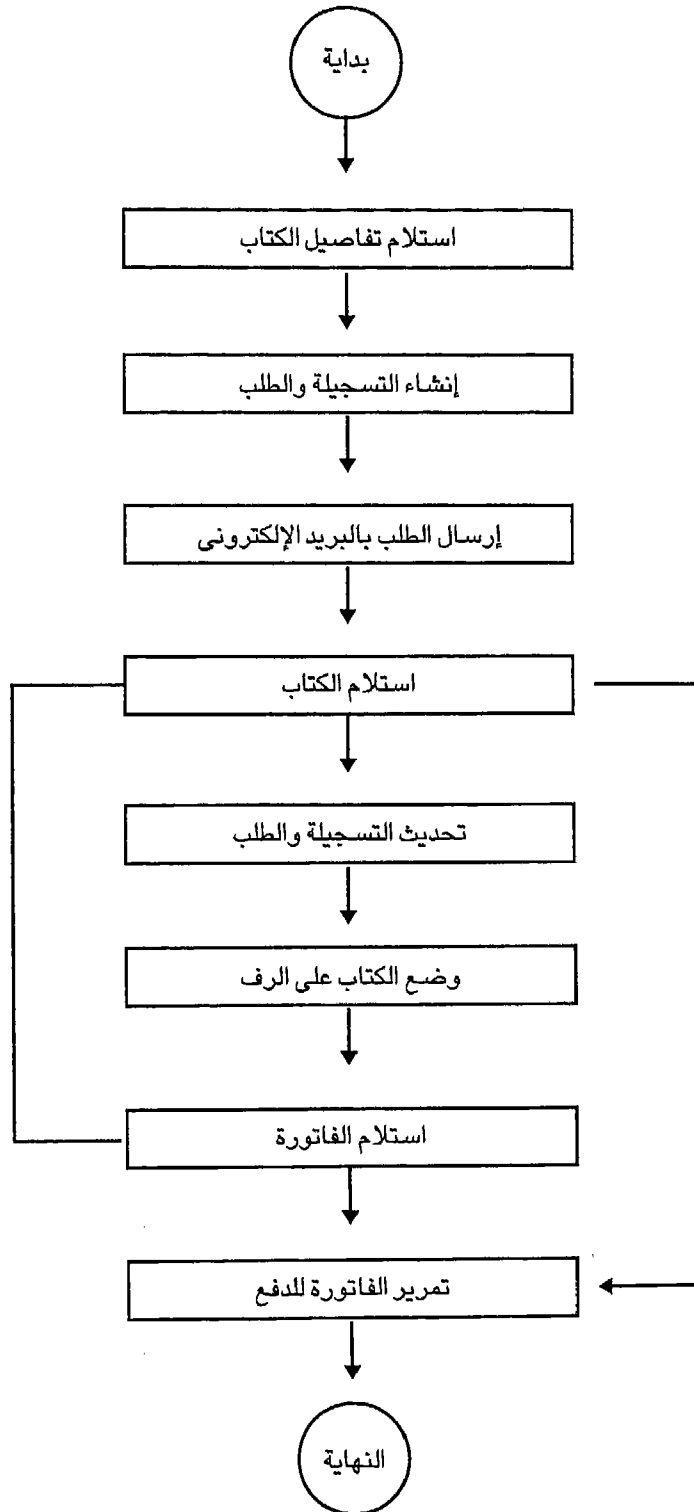 بداية
استلام تفاصيل الكتاب
إنشاء التسجيلة والطلب
إرسال الطلب بالبريد الإلكترونى
استلام الكتاب
تحديث التسجيلة والطلب
وضع الكتاب على الرف
استلام الفاتورة
تمرير الفاتورة للدفع
النهاية